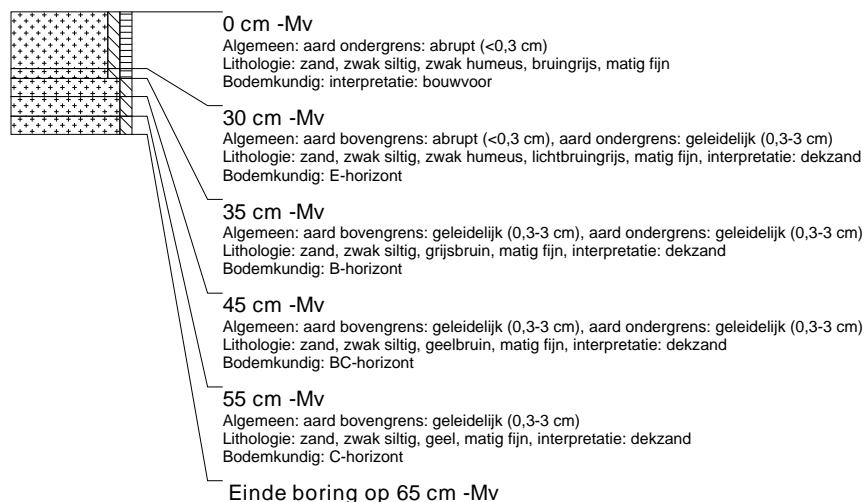 0 cm -Mv
Algemeen: aard ondergrens: abrupt (<0,3 cm)
Lithologie: zand, zwak siltig, zwak humeus, bruingrijs, matig fijn
Bodemkundig: interpretatie: bouwvoor
30 cm -Mv
Algemeen: aard bovengrens: abrupt (<0,3 cm), aard ondergrens: geleidelijk (0,3-3 cm)
Lithologie: zand, zwak siltig, zwak humeus, lichtbruingrijs, matig fijn, interpretatie: dekzand
Bodemkundig: E-horizont
35 cm -Mv
Algemeen: aard bovengrens: geleidelijk (0,3-3 cm), aard ondergrens: geleidelijk (0,3-3 cm)
Lithologie: zand, zwak siltig, grijsbruin, matig fijn, interpretatie: dekzand
Bodemkundig: B-horizont
45 cm -Mv
Algemeen: aard bovengrens: geleidelijk (0,3-3 cm), aard ondergrens: geleidelijk (0,3-3 cm)
Lithologie: zand, zwak siltig, geelbruin, matig fijn, interpretatie: dekzand
Bodemkundig: BC-horizont
55 cm -Mv
Algemeen: aard bovengrens: geleidelijk (0,3-3 cm)
Lithologie: zand, zwak siltig, geel, matig fijn, interpretatie: dekzand
Bodemkundig: C-horizont
Einde boring op 65 cm -Mv